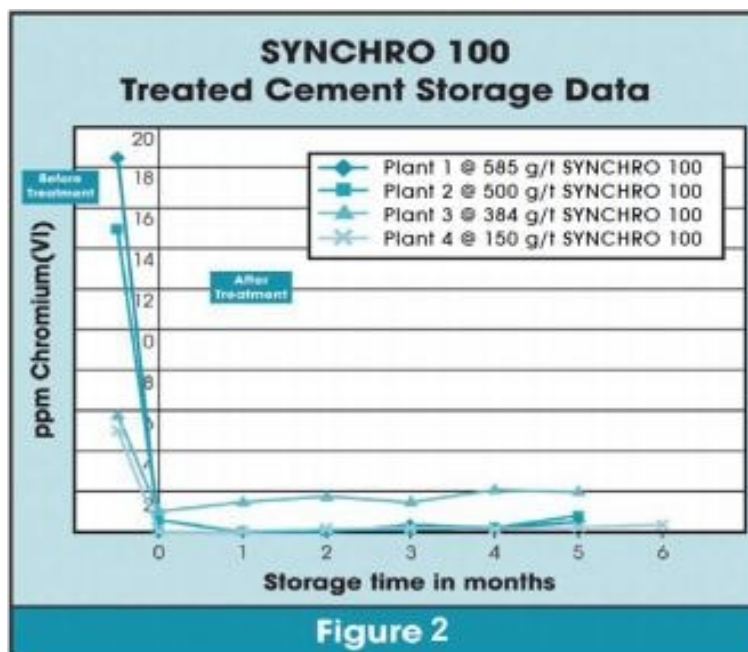 SYNCHRO 100
Treated Cement Storage Data
ppm Chromium(VI)
20
18
16
14
12
0
8
2
Before
Treatment
After
Treatment
Plant 1 @ 585 g/t SYNCHRO 100
Plant 2 @ 500 g/t SYNCHRO 100
Plant 3 @ 384 g/t SYNCHRO 100
Plant 4 @ 150 g/t SYNCHRO 100
0 1 2 3 4 5 6
Storage time in months
Figure 2